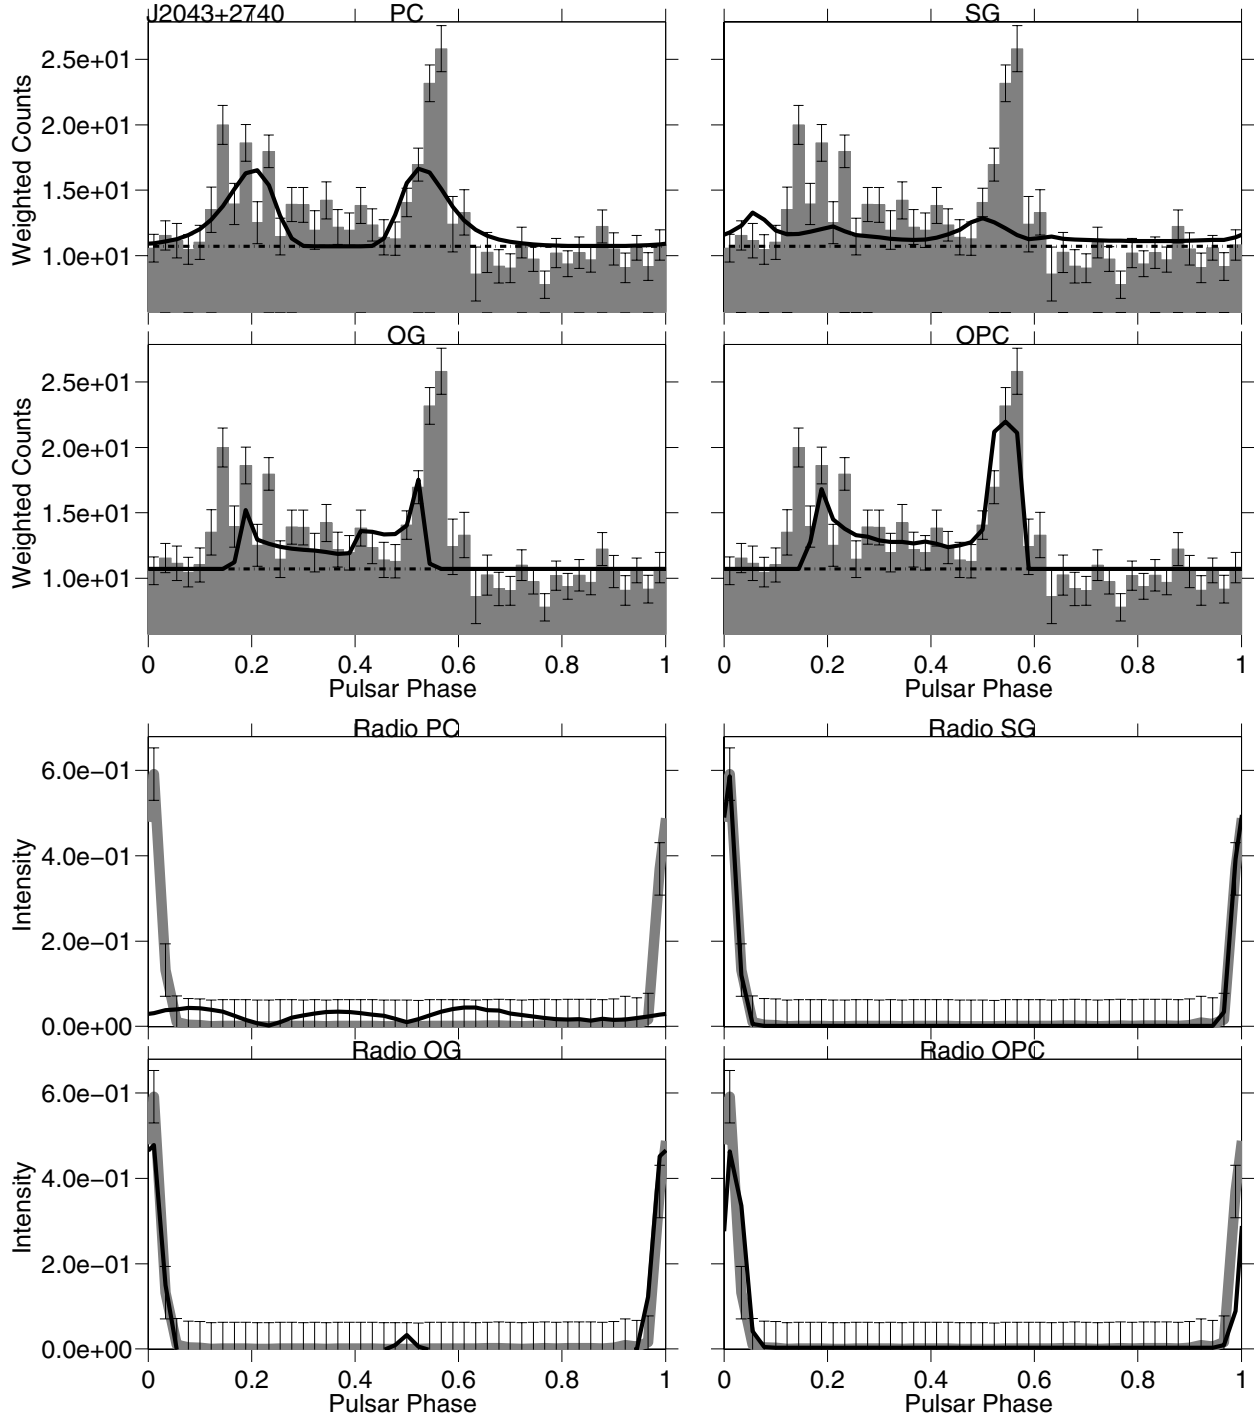 J2043+2740 PC SG
Weighted Counts
2.5e+01
2.0e+01
1.5e+01
1.0e+01
OG OPC
Weighted Counts
2.5e+01
2.0e+01
1.5e+01
1.0e+01
0 0.2 0.4 0.6 0.8 1 0 0.2 0.4 0.6 0.8 1
Pulsar Phase Pulsar Phase
Radio PC Radio SG
Intensity
6.0e−01
4.0e−01
2.0e−01
0.0e+00
Radio OG Radio OPC
Intensity
6.0e−01
4.0e−01
2.0e−01
0.0e+00
0 0.2 0.4 0.6 0.8 1 0 0.2 0.4 0.6 0.8 1
Pulsar Phase Pulsar Phase